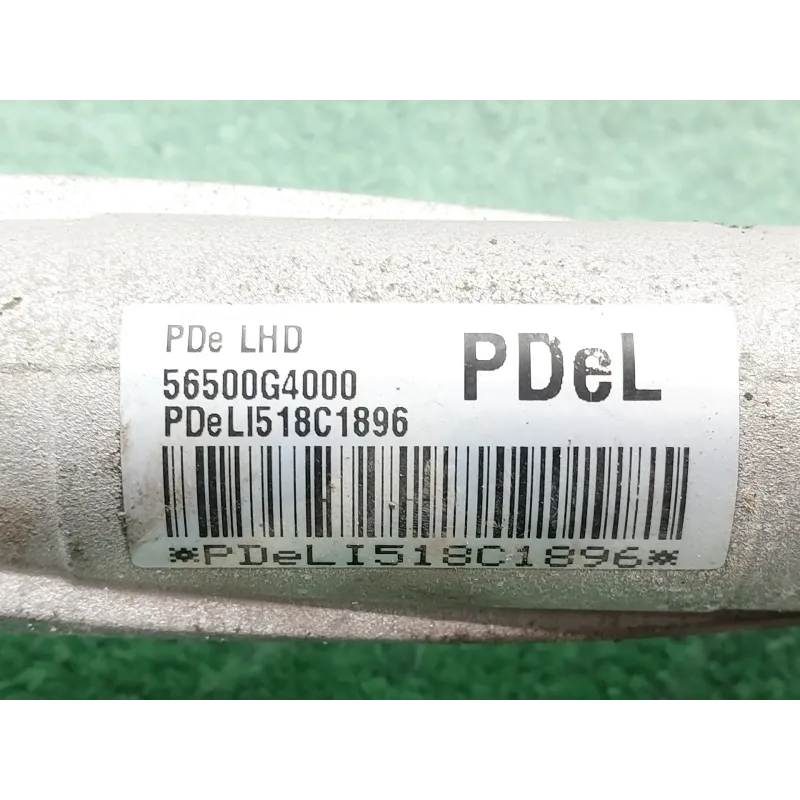 PDe LHD
PDeL
56500G4000
PDeLI518C1896
*PDeLI518C1896*